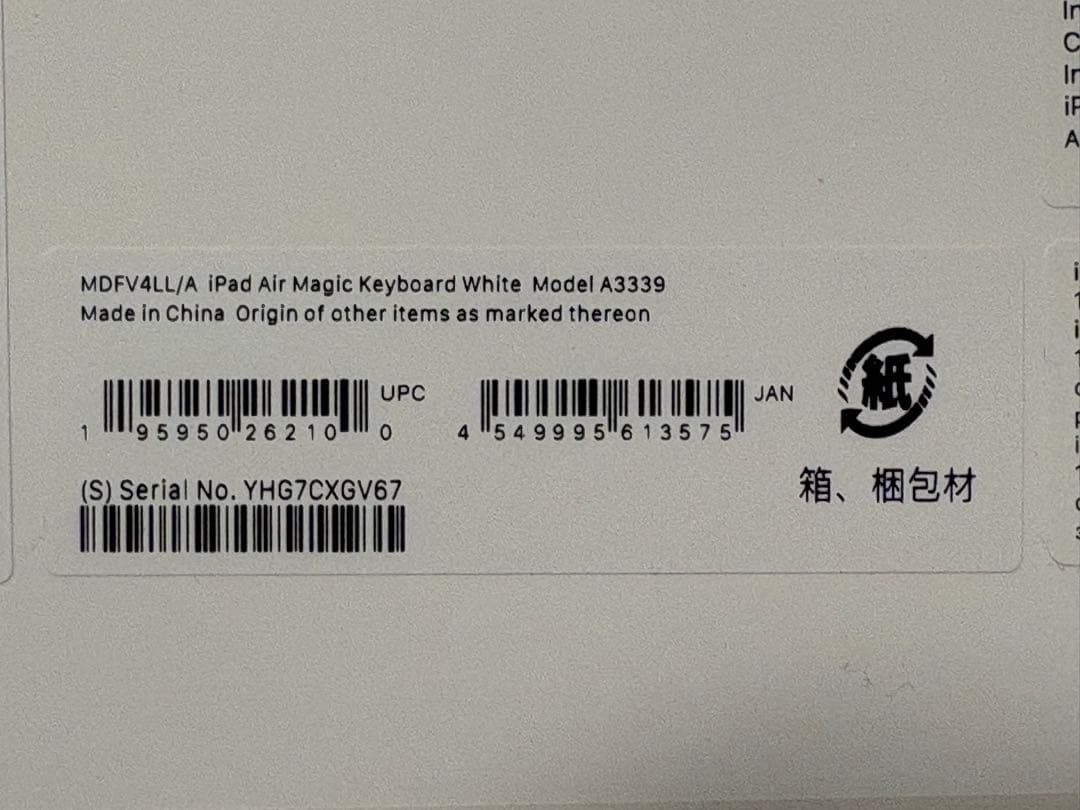 MDFV4LL/A iPad Air Magic Keyboard White Model A3339
Made in China Origin of other items as marked thereon
UPC
1 95950 26210 0
JAN
4 549995 613575
紙
箱、梱包材
(S) Serial No. YHG7CXGV67